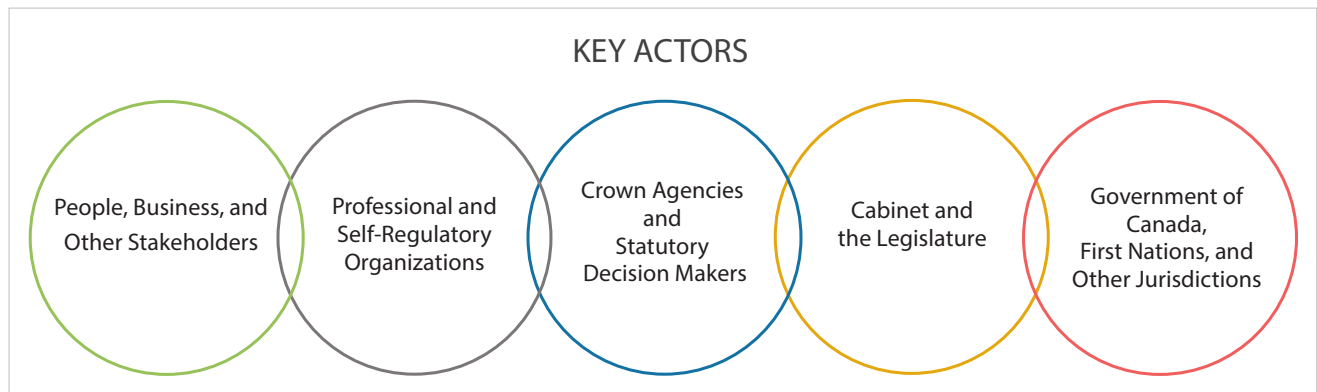 KEY ACTORS
People, Business, and
Other Stakeholders
Professional and
Self-Regulatory
Organizations
Crown Agencies
and
Statutory
Decision Makers
Cabinet and
the Legislature
Government of
Canada,
First Nations, and
Other Jurisdictions